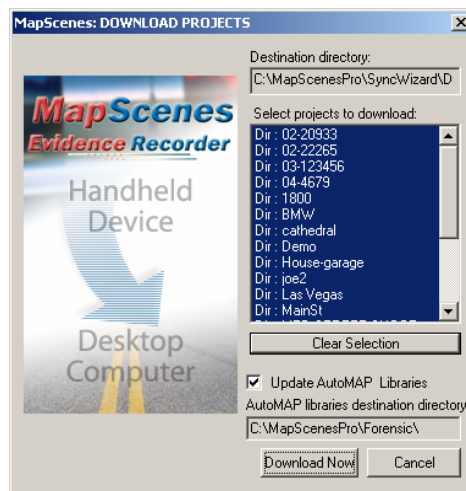 MapScenes: DOWNLOAD PROJECTS
MapScenes
Evidence Recorder
Handheld
Device
Desktop
Computer
Destination directory:
C:\MapScenesPro\SyncWizard\D
Select projects to download:
Dir : 02-20933
Dir : 02-22265
Dir : 03-123456
Dir : 04-4679
Dir : 1800
Dir : BMW
Dir : cathedral
Dir : Demo
Dir : House-garage
Dir : joe2
Dir : Las Vegas
Dir : MainSt
Clear Selection
Update AutoMAP Libraries
AutoMAP libraries destination directory
C:\MapScenesPro\Forensic\
Download Now
Cancel